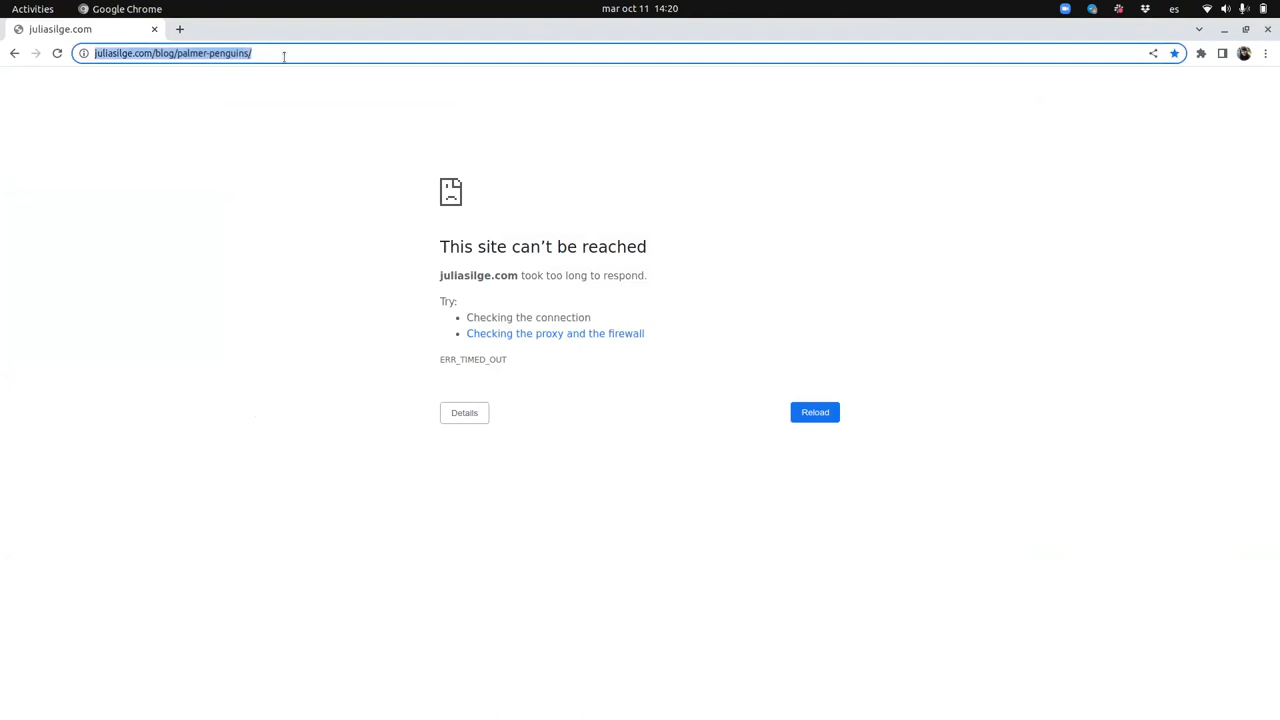 Activities
Google Chrome
mar oct 11 14:20
es
juliasilge.com
juliasilge.com/blog/palmer-penguins/
This site can’t be reached
juliasilge.com took too long to respond.
Try:
• Checking the connection
• Checking the proxy and the firewall
ERR_TIMED_OUT
Details
Reload